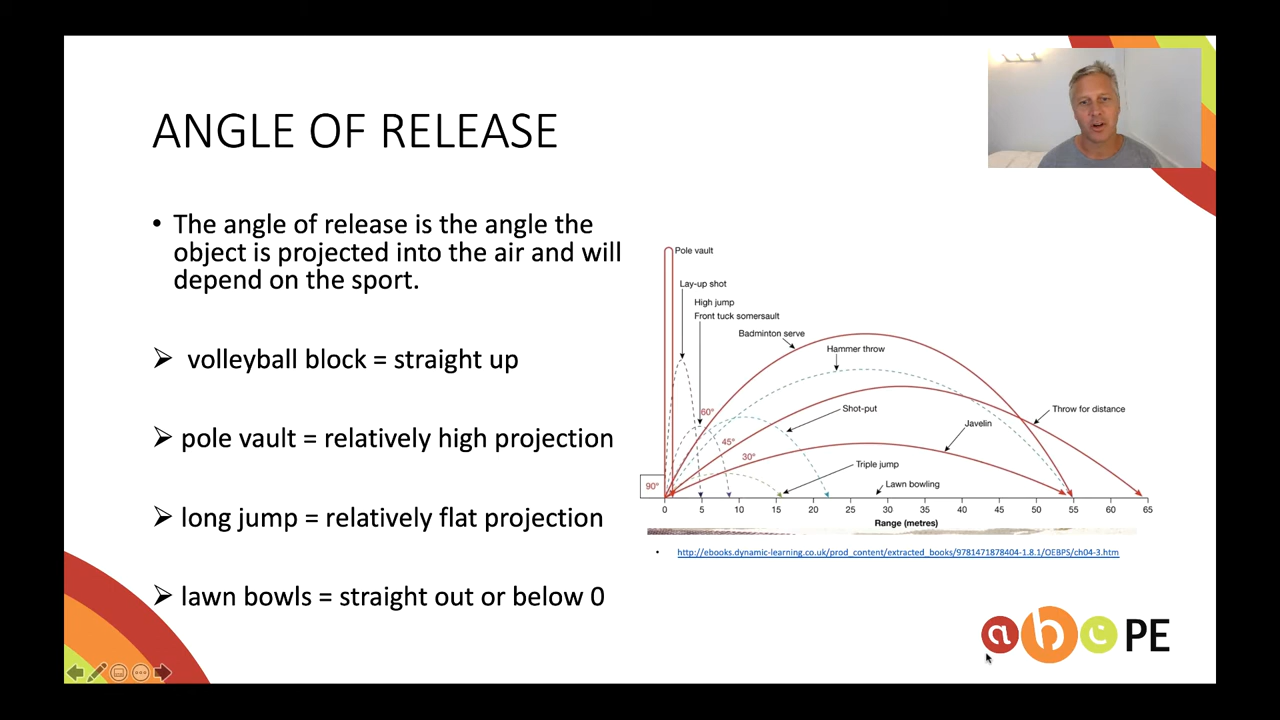 ANGLE OF RELEASE
• The angle of release is the angle the
object is projected into the air and will
depend on the sport.
➢ volleyball block = straight up
➢ pole vault = relatively high projection
➢ long jump = relatively flat projection
➢ lawn bowls = straight out or below 0
Pole vault
Lay-up shot
High jump
Front tuck somersault
Badminton serve
Hammer throw
Shot-put
Throw for distance
Javelin
Triple jump
Lawn bowling
60°
45°
30°
90°
0 5 10 15 20 25 30 35 40 45 50 55 60 65
Range (metres)
• http://ebooks.dynamic-learning.co.uk/prod_content/extracted_books/9781471878404-1.8.1/OEBPS/ch04-3.htm
a b c PE